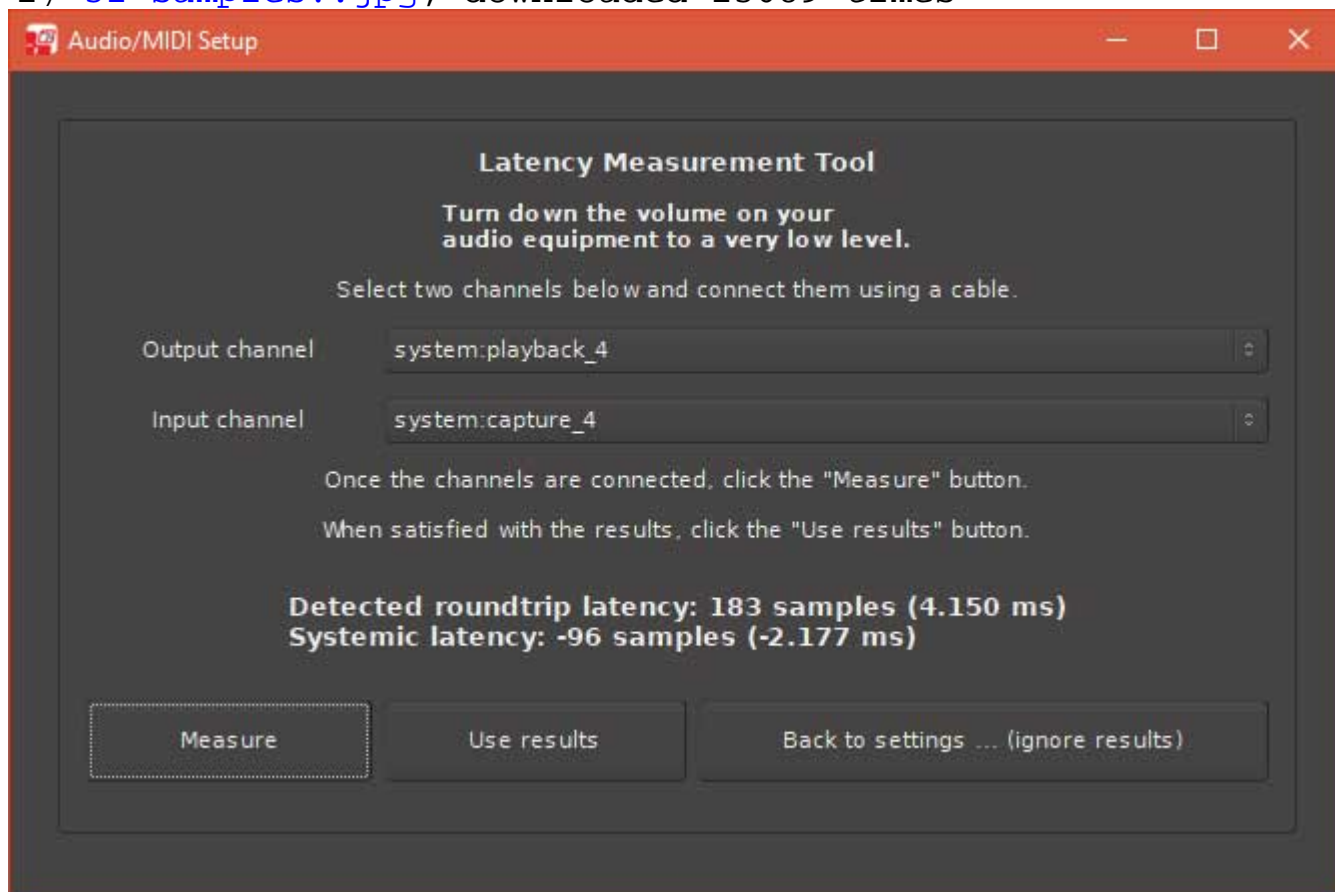 Audio/MIDI Setup
Latency Measurement Tool
Turn down the volume on your
audio equipment to a very low level.
Select two channels below and connect them using a cable.
Output channel system:playback_4
Input channel system:capture_4
Once the channels are connected, click the "Measure" button.
When satisfied with the results, click the "Use results" button.
Detected roundtrip latency: 183 samples (4.150 ms)
Systemic latency: -96 samples (-2.177 ms)
Measure Use results Back to settings ... (ignore results)